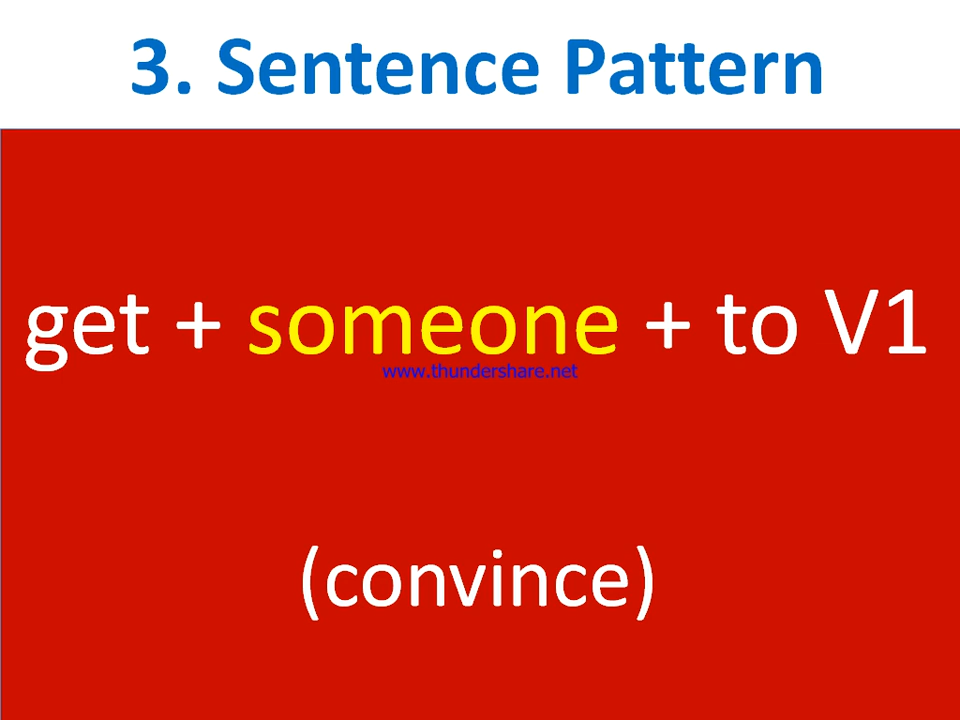 3. Sentence Pattern
get + someone + to V1
www.thundershare.net
(convince)